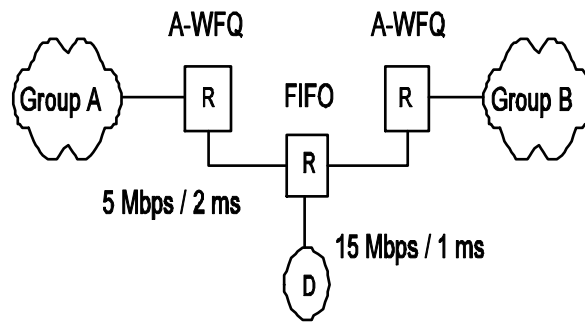 A-WFQ A-WFQ
Group A R FIFO R Group B
R
5 Mbps / 2 ms
15 Mbps / 1 ms
D